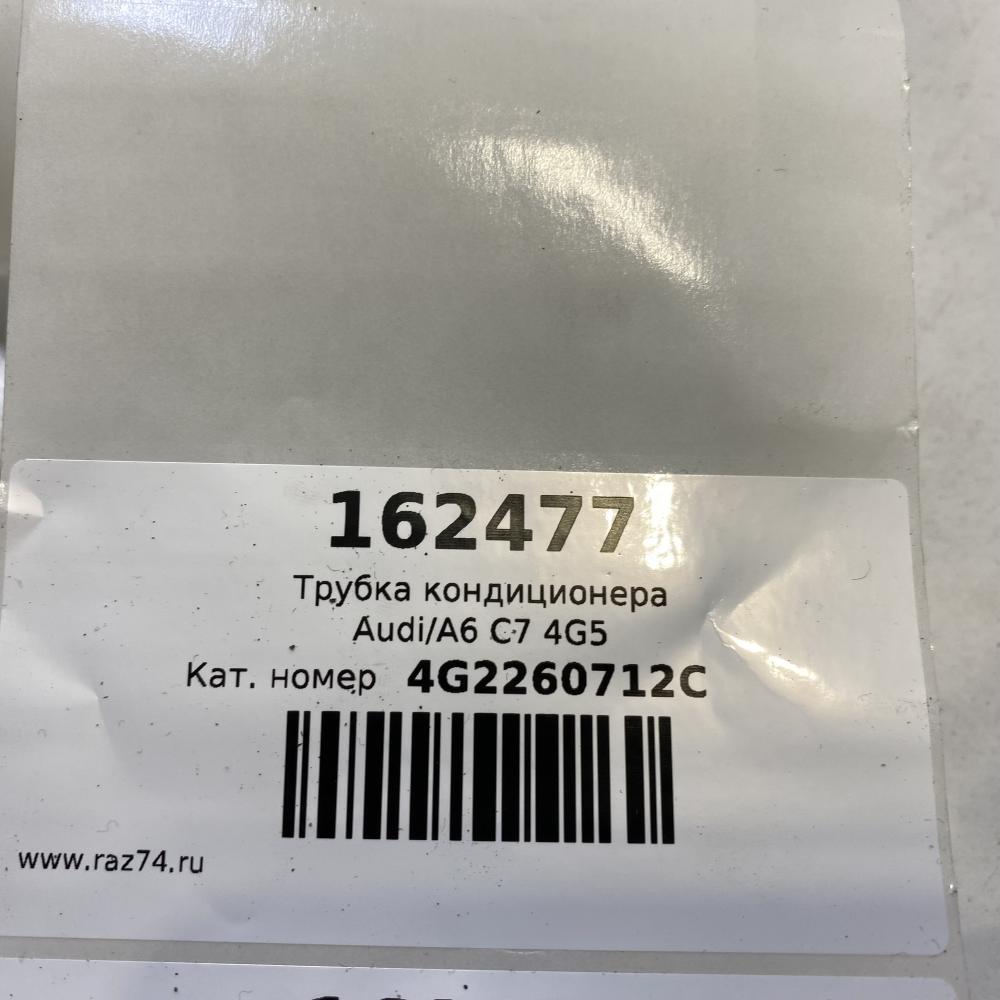 162477
Трубка кондиционера
Audi/A6 C7 4G5
Кат. номер 4G2260712C
www.raz74.ru